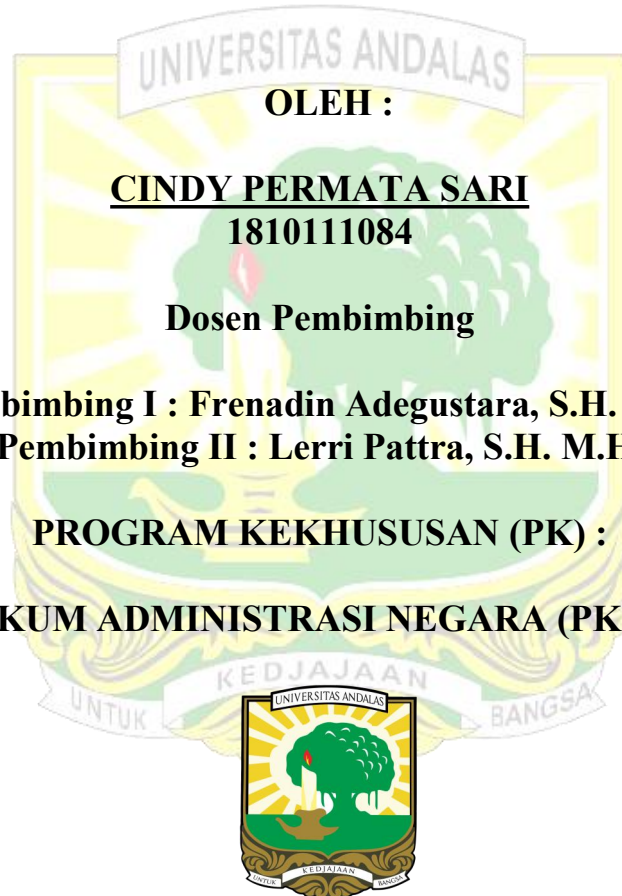 UNIVERSITAS ANDALAS
OLEH :
CINDY PERMATA SARI
1810111084
Dosen Pembimbing
bimbing I : Frenadin Adegustara, S.H.
Pembimbing II : Lerri Pattra, S.H. M.H
PROGRAM KEKHUSUSAN (PK) :
KUM ADMINISTRASI NEGARA (PK
UNTUK KEDJAJAAN BANGSA
UNIVERSITAS ANDALAS
UNTUK KEDJAJAAN BANGSA